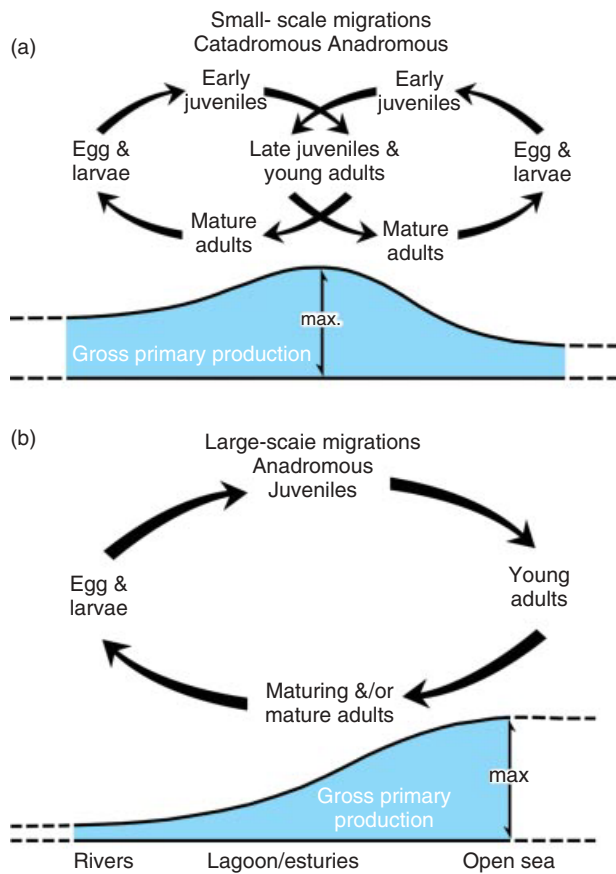 Small- scale migrations
Catadromous Anadromous
(a)
Early
juveniles
Early
juveniles
Egg &
larvae
Late juveniles &
young adults
Egg &
larvae
Mature
adults
Mature
adults
max.
Gross primary production
(b)
Large-scaie migrations
Anadromous
Juveniles
Egg &
larvae
Young
adults
Maturing &/or
mature adults
Gross primary
production
max
Rivers
Lagoon/esturies
Open sea